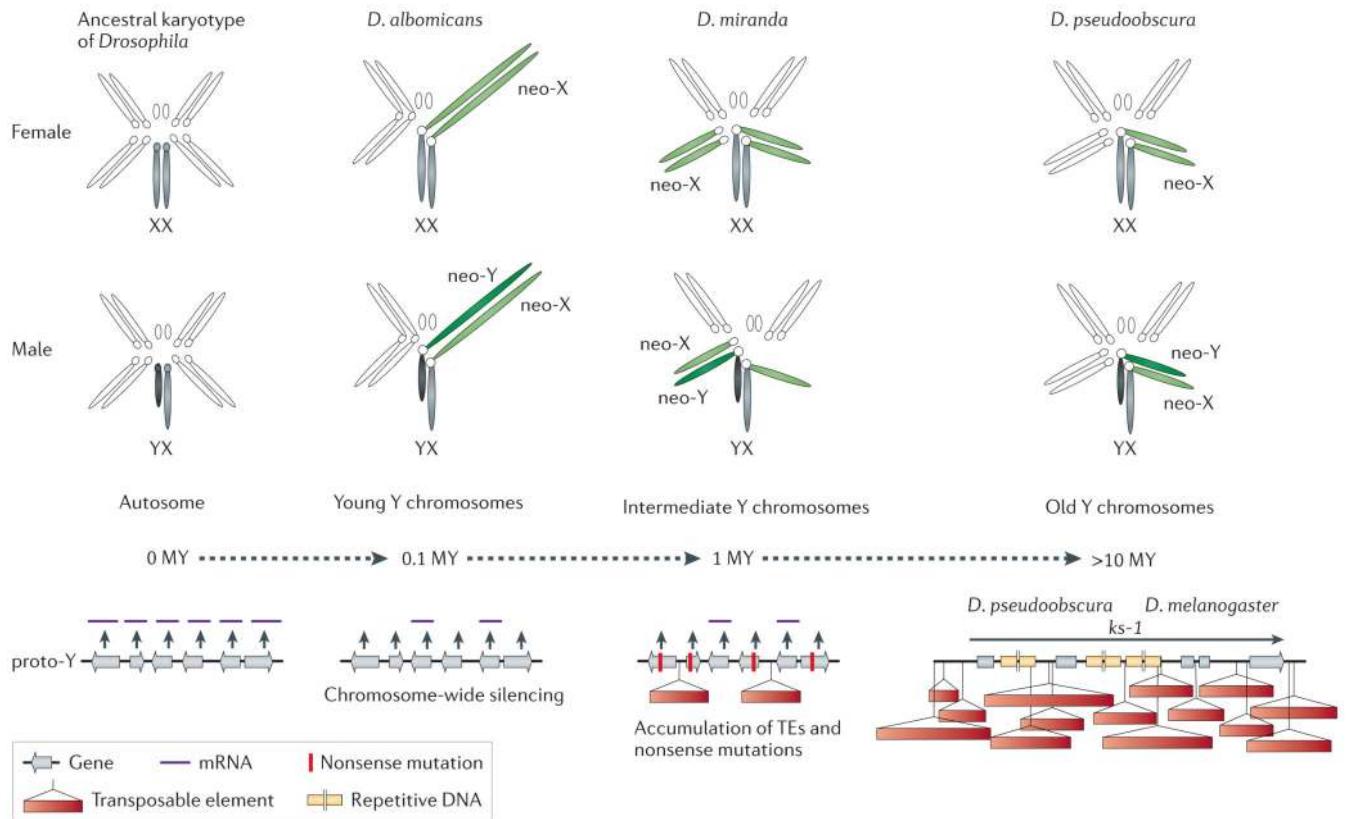 Ancestral karyotype
of Drosophila
D. albomicans
D. miranda
D. pseudoobscura
Female
neo-X
neo-X
neo-X
XX
XX
XX
XX
Male
neo-Y
neo-X
neo-X
neo-Y
neo-Y
neo-X
YX
YX
YX
YX
Autosome
Young Y chromosomes
Intermediate Y chromosomes
Old Y chromosomes
0 MY
0.1 MY
1 MY
>10 MY
D. pseudoobscura
D. melanogaster
ks-1
proto-Y
Chromosome-wide silencing
Accumulation of TEs and
nonsense mutations
Gene
mRNA
Nonsense mutation
Transposable element
Repetitive DNA